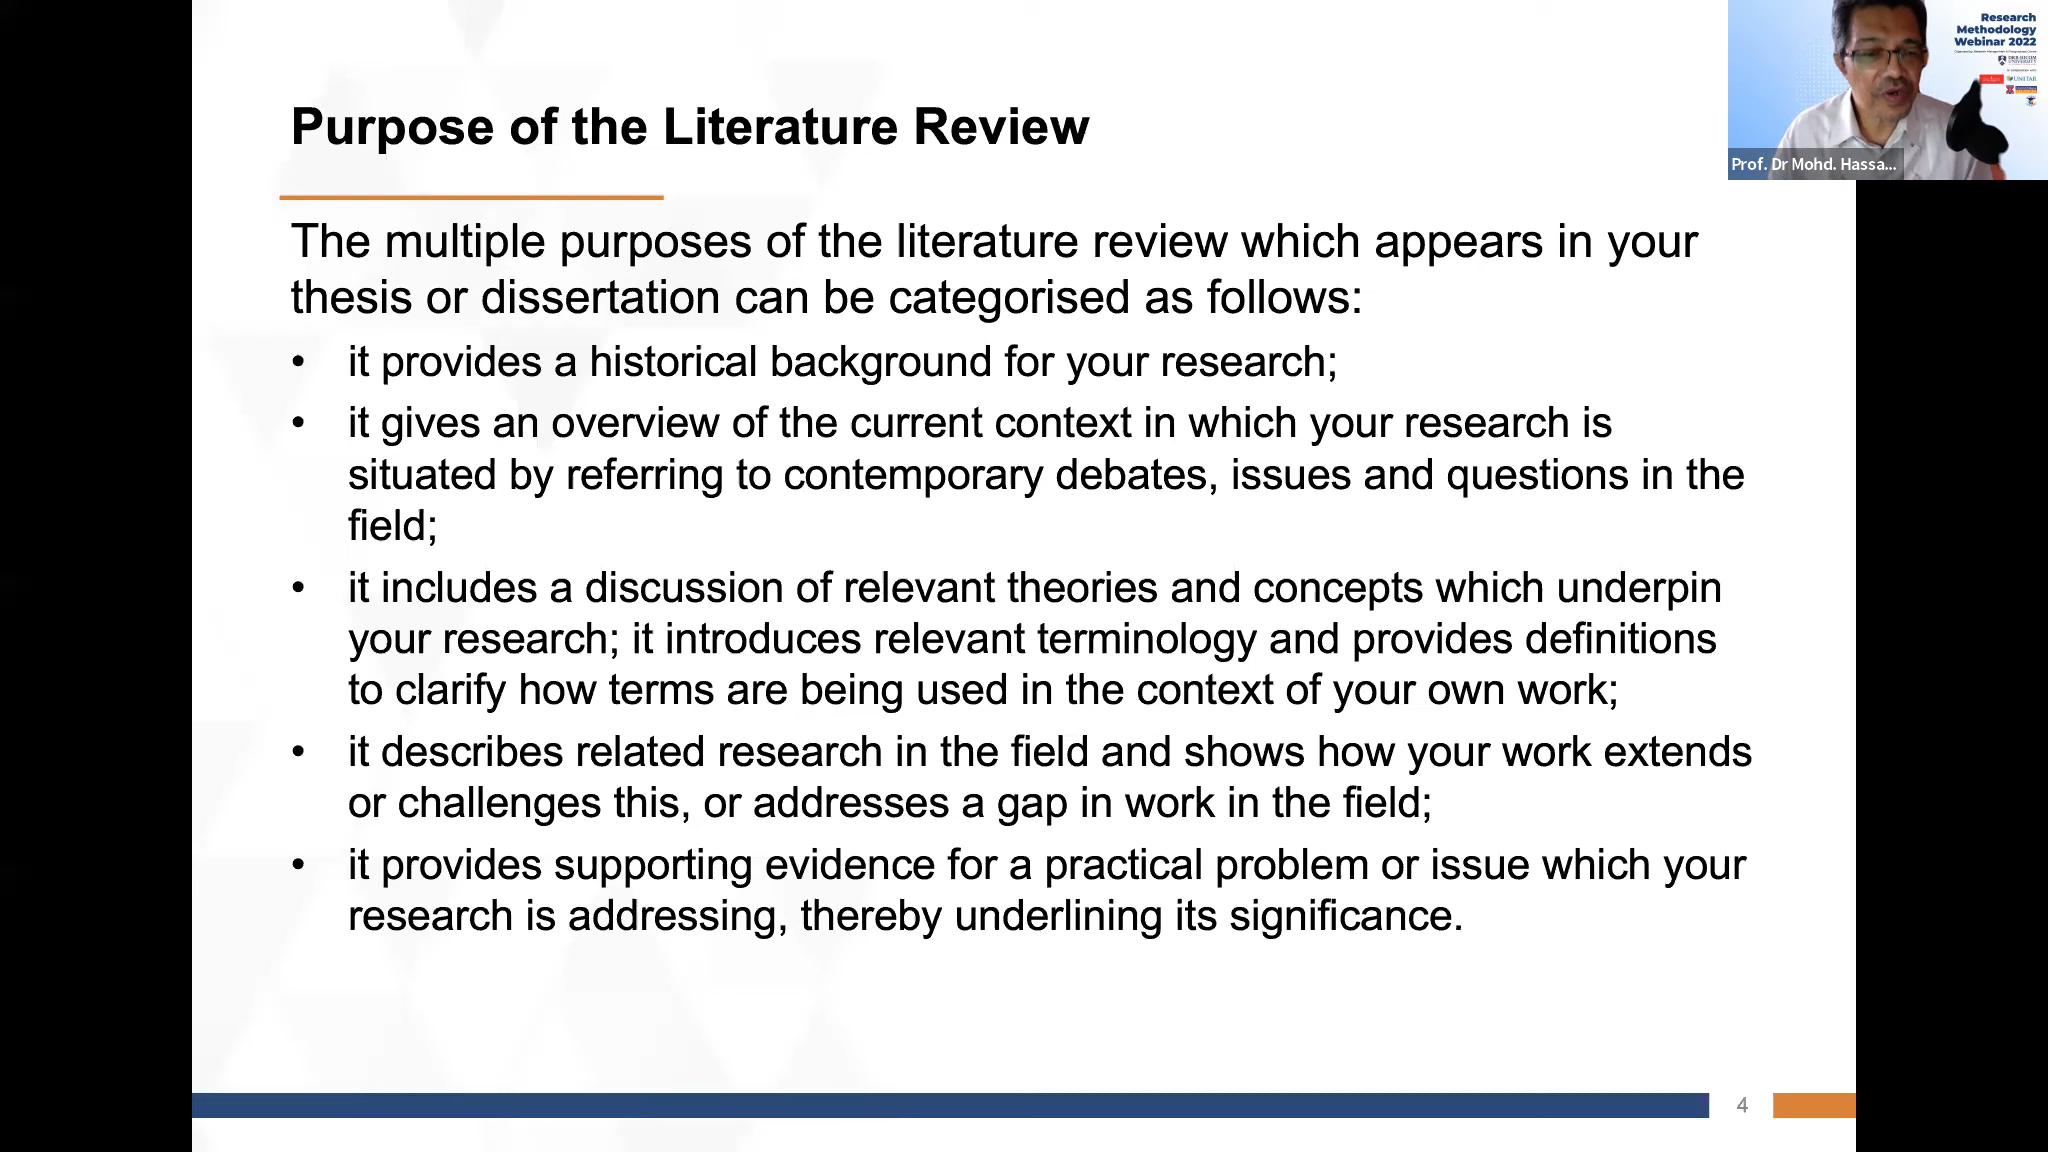 Purpose of the Literature Review
The multiple purposes of the literature review which appears in your
thesis or dissertation can be categorised as follows:
• it provides a historical background for your research;
• it gives an overview of the current context in which your research is
situated by referring to contemporary debates, issues and questions in the
field;
• it includes a discussion of relevant theories and concepts which underpin
your research; it introduces relevant terminology and provides definitions
to clarify how terms are being used in the context of your own work;
• it describes related research in the field and shows how your work extends
or challenges this, or addresses a gap in work in the field;
• it provides supporting evidence for a practical problem or issue which your
research is addressing, thereby underlining its significance.
4
Research
Methodology
Webinar 2022
UNITAR
Prof. Dr Mohd. Hassa...